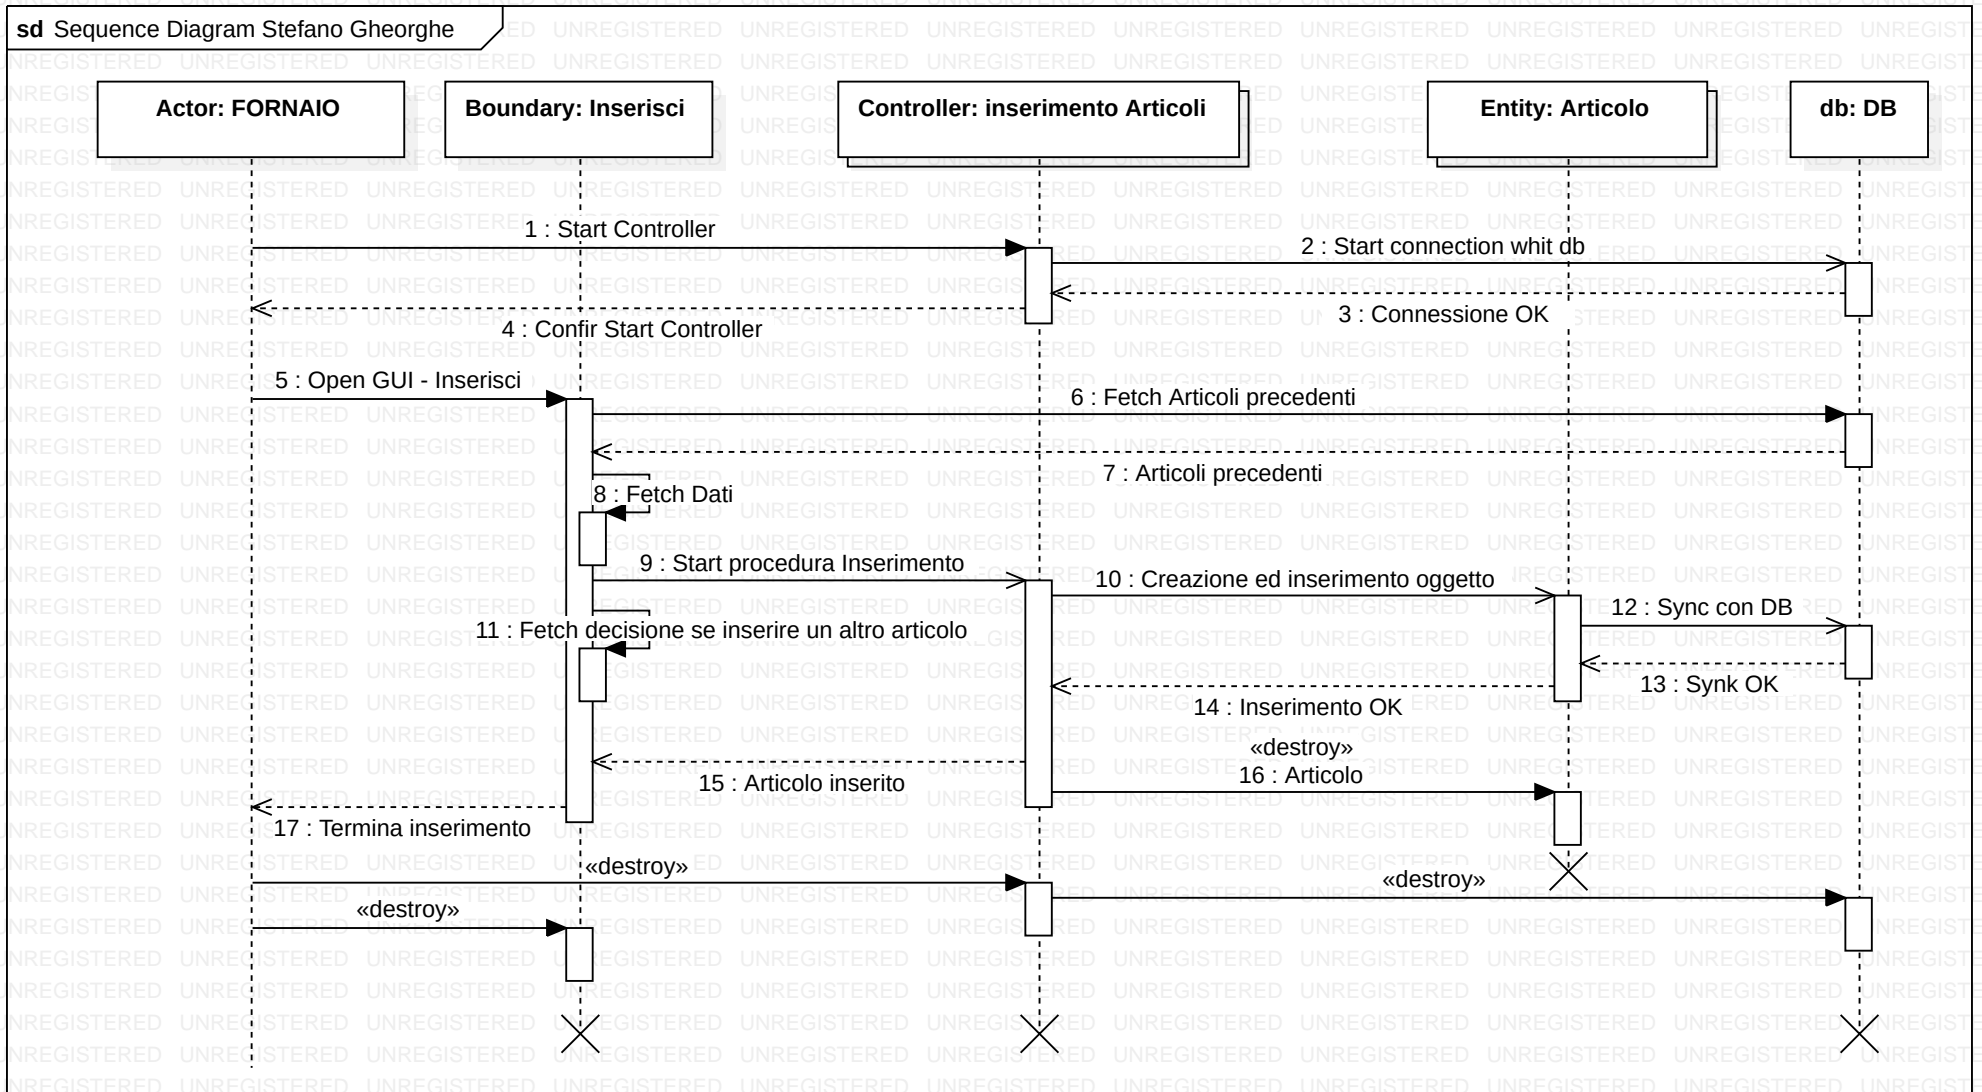 sd Sequence Diagram Stefano Gheorghe
Actor: FORNAIO
Boundary: Inserisci
Controller: inserimento Articoli
Entity: Articolo
db: DB
1 : Start Controller
2 : Start connection whit db
3 : Connessione OK
4 : Confir Start Controller
5 : Open GUI - Inserisci
6 : Fetch Articoli precedenti
7 : Articoli precedenti
8 : Fetch Dati
9 : Start procedura Inserimento
10 : Creazione ed inserimento oggetto
12 : Sync con DB
11 : Fetch decisione se inserire un altro articolo
13 : Synk OK
14 : Inserimento OK
«destroy»
16 : Articolo
15 : Articolo inserito
17 : Termina inserimento
«destroy»
«destroy»
«destroy»
UNREGISTERED